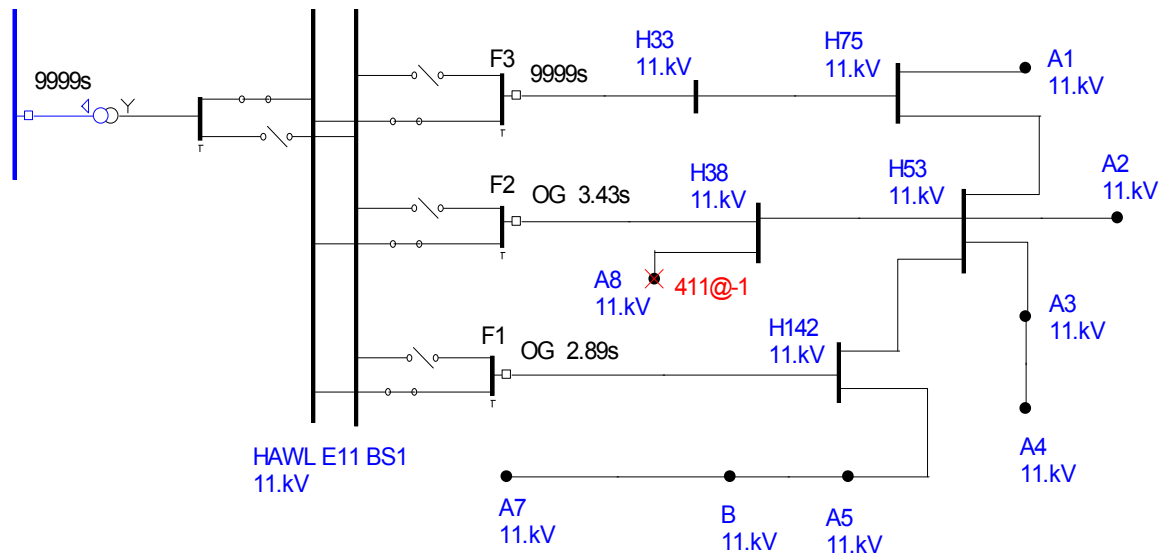 9999s
F3
9999s
H33
11.kV
H75
11.kV
A1
11.kV
F2
OG 3.43s
H38
11.kV
H53
11.kV
A2
11.kV
A8
11.kV
411@-1
A3
11.kV
F1
OG 2.89s
H142
11.kV
A4
11.kV
HAWL E11 BS1
11.kV
A7
11.kV
B
11.kV
A5
11.kV